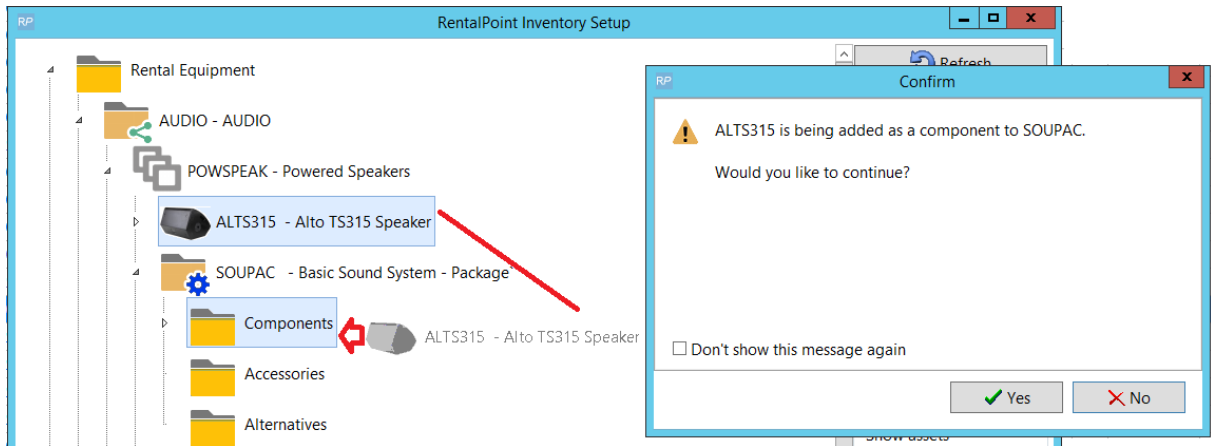 RP
RentalPoint Inventory Setup
Rental Equipment
Refresh
AUDIO - AUDIO
POWSPEAK - Powered Speakers
ALTS315 - Alto TS315 Speaker
SOUPAC - Basic Sound System - Package
Components
ALTS315 - Alto TS315 Speaker
Accessories
Alternatives
Show assets
RP
Confirm
x
ALTS315 is being added as a component to SOUPAC.
Would you like to continue?
Don't show this message again
Yes
No